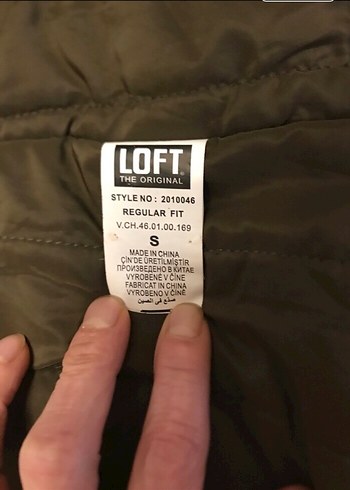 LOFT.
THE ORIGINAL
STYLE NO: 2010046
REGULAR FIT
V.CH.46.01.00.169
S
MADE IN CHINA
ÇİN'DE ÜRETİLMİŞTİR
ПРОИЗВЕДЕНО В КИТАЕ
VYROBENÉ V ČÍNE
FABRICAT IN CHINA
VYROBENO V ČÍNĚ
صنع في الصين